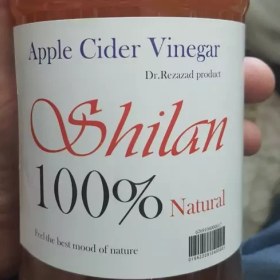 Apple Cider Vinegar
Dr.Rezazad product
Shilan
100% Natural
Feel the best mood of nature